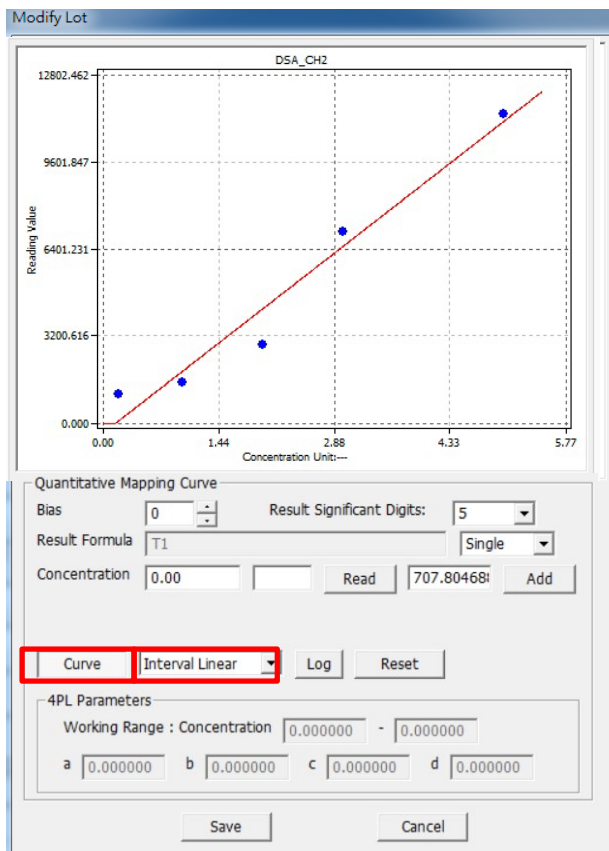 Modify Lot
DSA_CH2
12802.462
9601.847
6401.231
3200.616
0.000
Reading Value
0.00 1.44 2.88 4.33 5.77
Concentration Unit:---
Quantitative Mapping Curve
Bias 0 Result Significant Digits: 5
Result Formula T1 Single
Concentration 0.00 Read 707.80468 Add
Curve Interval Linear Log Reset
4PL Parameters
Working Range : Concentration 0.000000 - 0.000000
a 0.000000 b 0.000000 c 0.000000 d 0.000000
Save Cancel